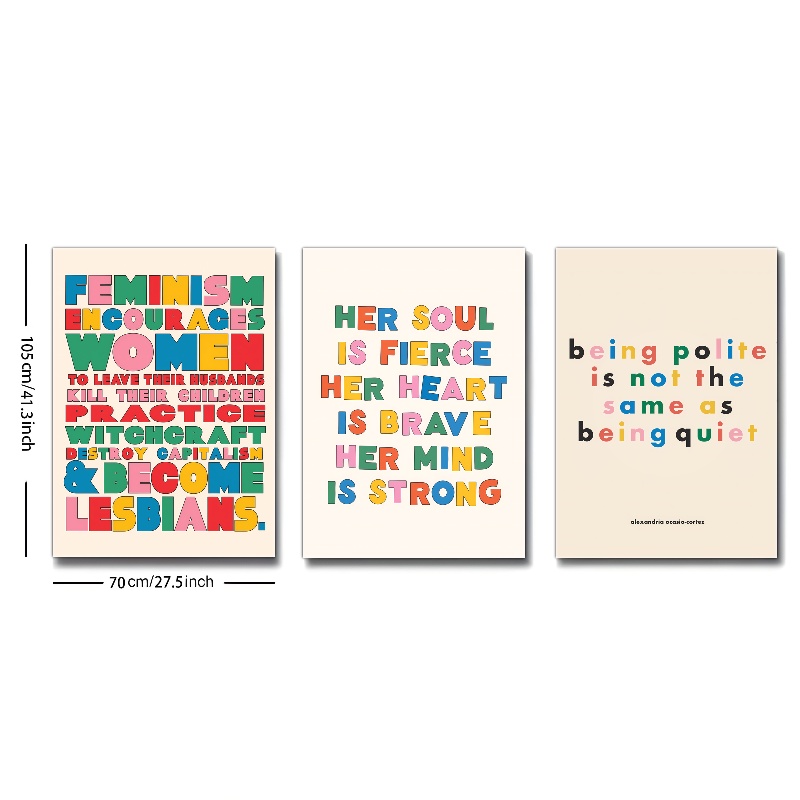 FEMINISM
ENCOURAGES
WOMEN
TO LEAVE THEIR HUSBANDS
KILL THEIR CHILDREN
PRACTICE
WITCHCRAFT
DESTROY CAPITALISM
& BECOME
LESBIANS.
HER SOUL
IS FIERCE
HER HEART
IS BRAVE
HER MIND
IS STRONG
being polite
is not the
same as
being quiet
alexandria ocasio-cortez
105cm/41.3inch
70cm/27.5inch